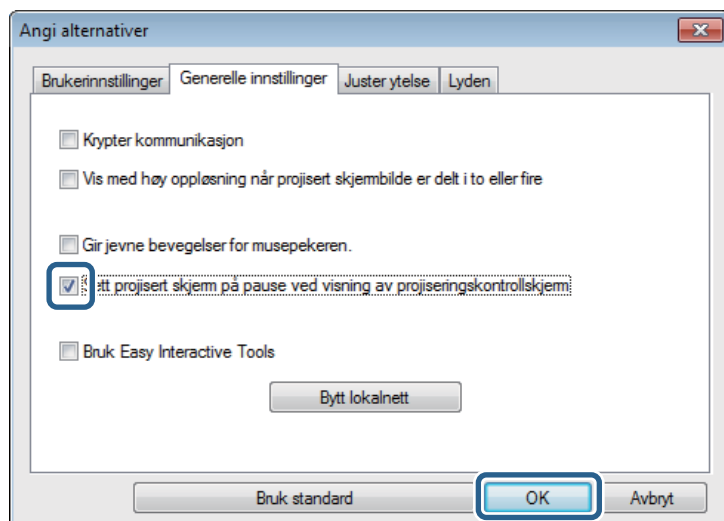 Angi alternativer
Brukerinnstillinger Generelle innstillinger Juster ytelse Lyden
Krypter kommunikasjon
Vis med høy oppløsning når projisert skjermbilde er delt i to eller fire
Gir jevne bevegelser for musepekeren.
projisert skjerm på pause ved visning av projiseringskontrollskjerm
Bruk Easy Interactive Tools
Bytt lokalnett
Bruk standard OK Avbryt